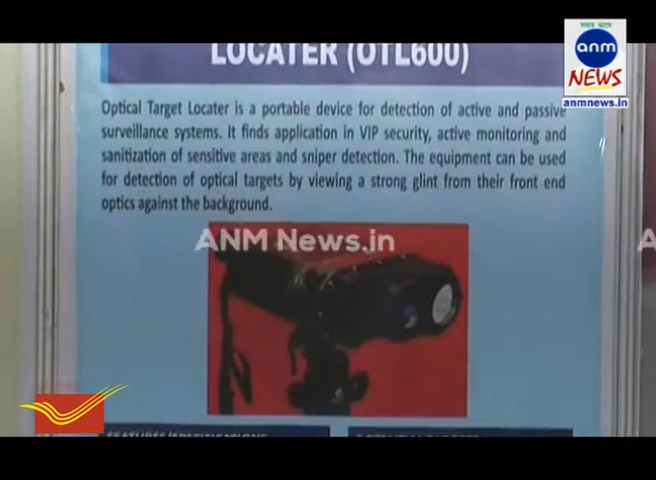 LOCATER (OTL600)
anm
NEWS
anmnews.in
Optical Target Locater is a portable device for detection of active and passive
surveillance systems. It finds application in VIP security, active monitoring and
sanitization of sensitive areas and sniper detection. The equipment can be used
for detection of optical targets by viewing a strong glint from their front end
optics against the background.
ANM News.in